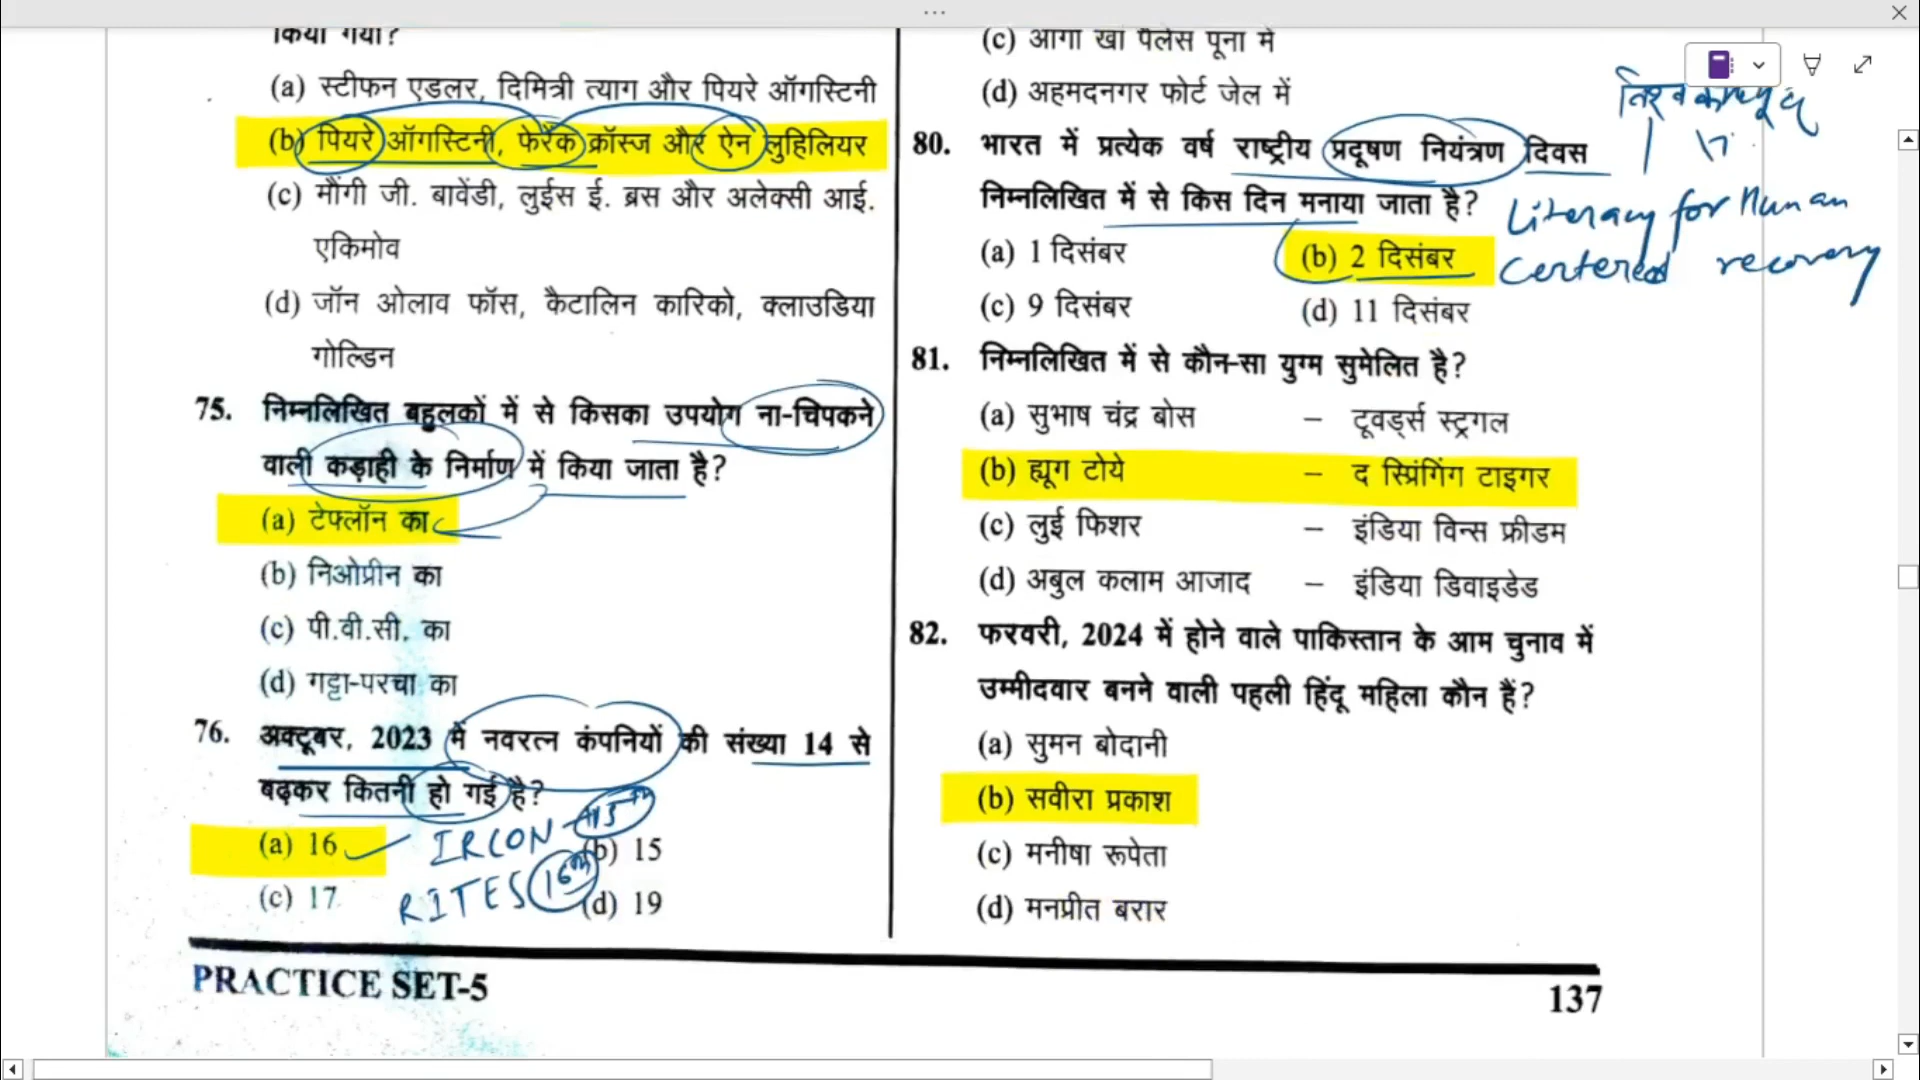 किया गया?
(a) स्टीफन एडलर, दिमित्री त्याग और पियरे ऑगस्टिनी
(b) पियरे ऑगस्टिनी, फेरेंक क्रॉस्ज और ऐन लुहिलियर
(c) मौंगी जी. बावेंडी, लुईस ई. ब्रस और अलेक्सी आई.
एकिमोव
(d) जॉन ओलाव फॉस, कैटालिन कारिको, क्लाउडिया
गोल्डिन
75. निम्नलिखित बहुलकों में से किसका उपयोग ना-चिपकने
वाली कड़ाही के निर्माण में किया जाता है?
(a) टेफ्लॉन का
(b) निओप्रीन का
(c) पी.वी.सी. का
(d) गट्टा-परचा का
76. अक्टूबर, 2023 में नवरत्न कंपनियों की संख्या 14 से
बढ़कर कितनी हो गई है?
(a) 16 IRCON 15th (b) 15
(c) 17 RITES 16th (d) 19
PRACTICE SET-5
(c) आगा खां पैलेस पूना में
(d) अहमदनगर फोर्ट जेल में
80. भारत में प्रत्येक वर्ष राष्ट्रीय प्रदूषण नियंत्रण दिवस
निम्नलिखित में से किस दिन मनाया जाता है?
(a) 1 दिसंबर (b) 2 दिसंबर
(c) 9 दिसंबर (d) 11 दिसंबर
Literacy for Human
Centered recovery
81. निम्नलिखित में से कौन-सा युग्म सुमेलित है?
(a) सुभाष चंद्र बोस – टूवर्ड्स स्ट्रगल
(b) ह्यूग टोये – द स्प्रिंगिंग टाइगर
(c) लुई फिशर – इंडिया विन्स फ्रीडम
(d) अबुल कलाम आजाद – इंडिया डिवाइडेड
82. फरवरी, 2024 में होने वाले पाकिस्तान के आम चुनाव में
उम्मीदवार बनने वाली पहली हिंदू महिला कौन हैं?
(a) सुमन बोदानी
(b) सवीरा प्रकाश
(c) मनीषा रूपेता
(d) मनप्रीत बरार
137